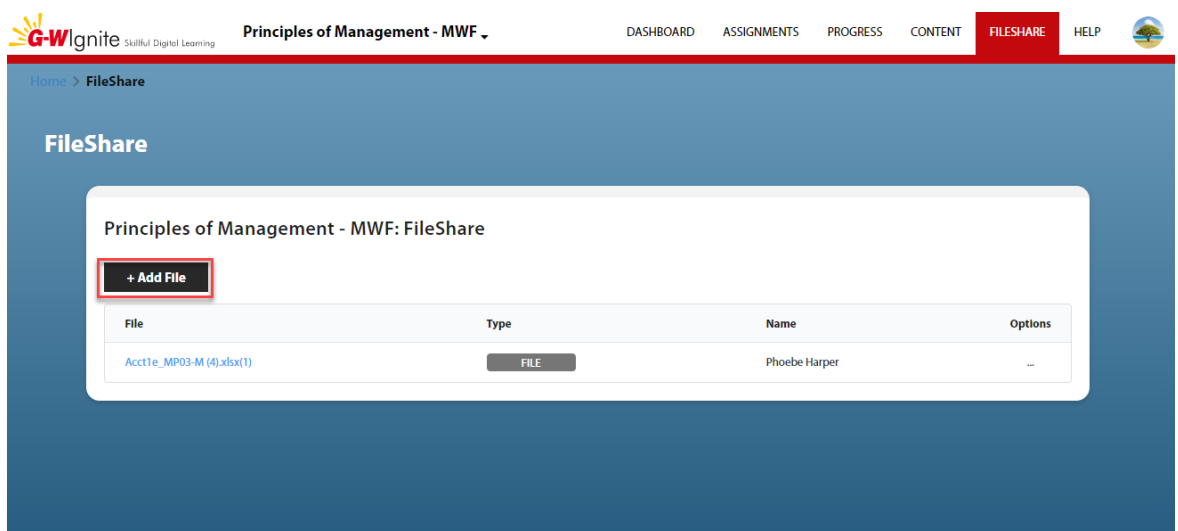 G-WIgnite Skillful Digital Learning Principles of Management - MWF DASHBOARD ASSIGNMENTS PROGRESS CONTENT FILESHARE HELP
Home > FileShare
FileShare
Principles of Management - MWF: FileShare
+ Add File
File Type Name Options
Acct1e_MP03-M (4).xlsx(1) FILE Phoebe Harper ...